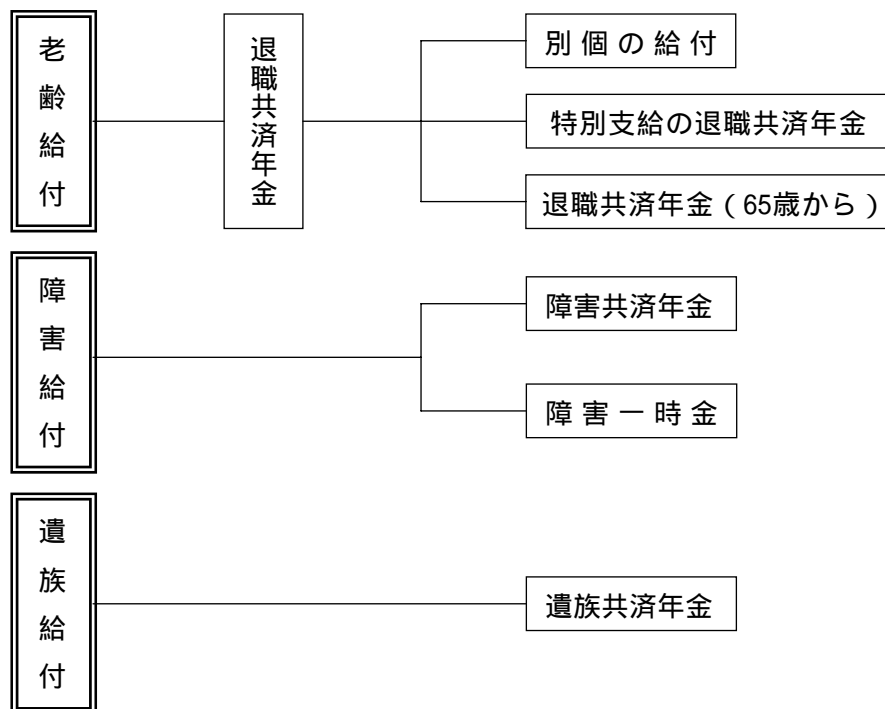 老齢給付
退職共済年金
別個の給付
特別支給の退職共済年金
退職共済年金（65歳から）
障害給付
障害共済年金
障害一時金
遺族給付
遺族共済年金